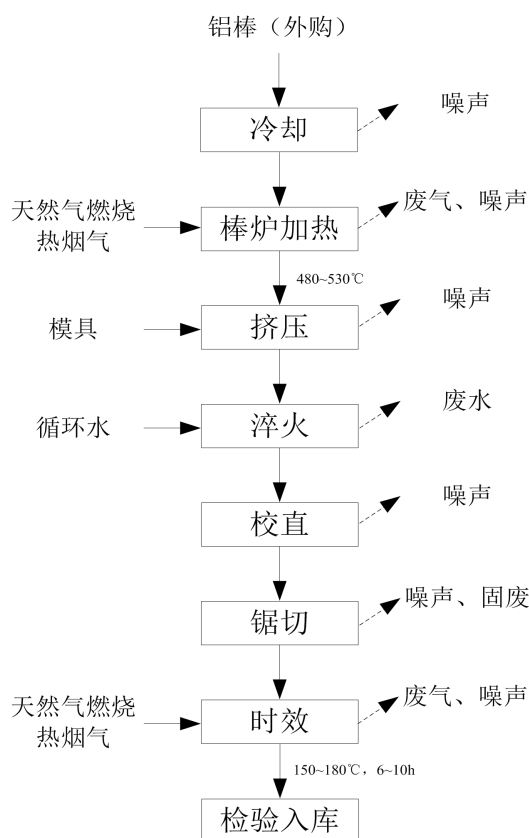 铝棒（外购）
噪声
冷却
天然气燃烧
热烟气
棒炉加热
废气、噪声
480~530℃
噪声
模具
挤压
废水
循环水
淬火
噪声
校直
噪声、固废
锯切
天然气燃烧
热烟气
时效
废气、噪声
150~180℃，6~10h
检验入库